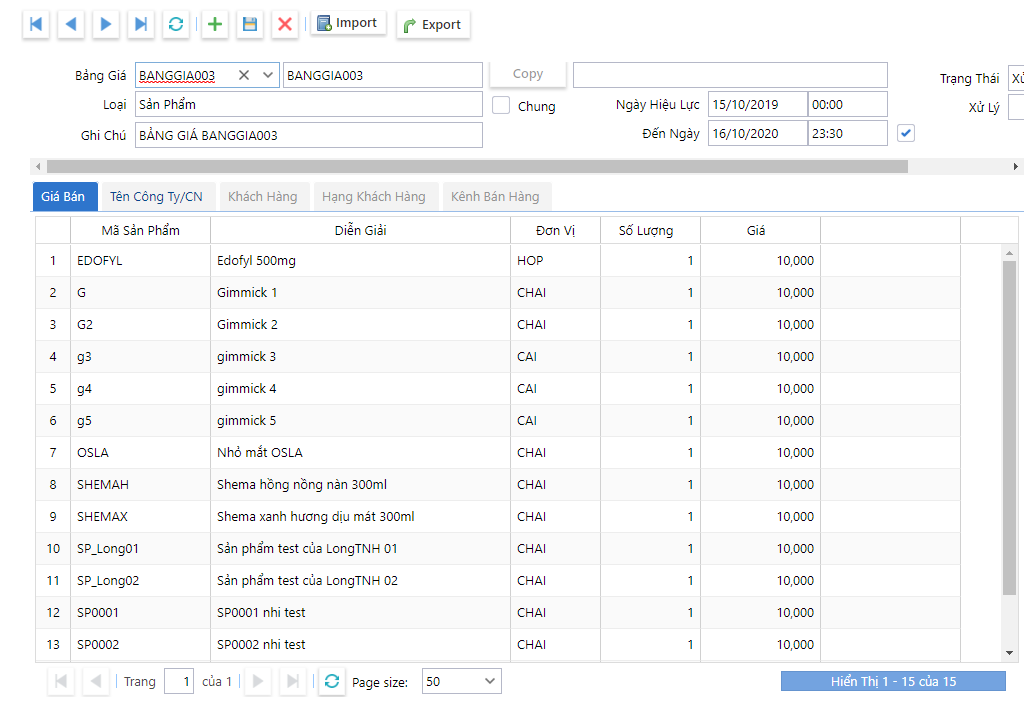 Import Export
Bảng Giá BANGGIA003 BANGGIA003 Copy Trạng Thái
Loại Sản Phẩm Chung Ngày Hiệu Lực 15/10/2019 00:00 Xử Lý
Ghi Chú BẢNG GIÁ BANGGIA003 Đến Ngày 16/10/2020 23:30
Giá Bán Tên Công Ty/CN Khách Hàng Hạng Khách Hàng Kênh Bán Hàng
Mã Sản Phẩm Diễn Giải Đơn Vị Số Lượng Giá
1 EDOFYL Edofyl 500mg HOP 1 10,000
2 G Gimmick 1 CHAI 1 10,000
3 G2 Gimmick 2 CHAI 1 10,000
4 g3 gimmick 3 CAI 1 10,000
5 g4 gimmick 4 CAI 1 10,000
6 g5 gimmick 5 CAI 1 10,000
7 OSLA Nhỏ mắt OSLA CHAI 1 10,000
8 SHEMAH Shema hồng nồng nàn 300ml CHAI 1 10,000
9 SHEMAX Shema xanh hương dịu mát 300ml CHAI 1 10,000
10 SP_Long01 Sản phẩm test của LongTNH 01 CHAI 1 10,000
11 SP_Long02 Sản phẩm test của LongTNH 02 CHAI 1 10,000
12 SP0001 SP0001 nhi test CHAI 1 10,000
13 SP0002 SP0002 nhi test CHAI 1 10,000
Trang 1 của 1 Page size: 50 Hiển Thị 1 - 15 của 15